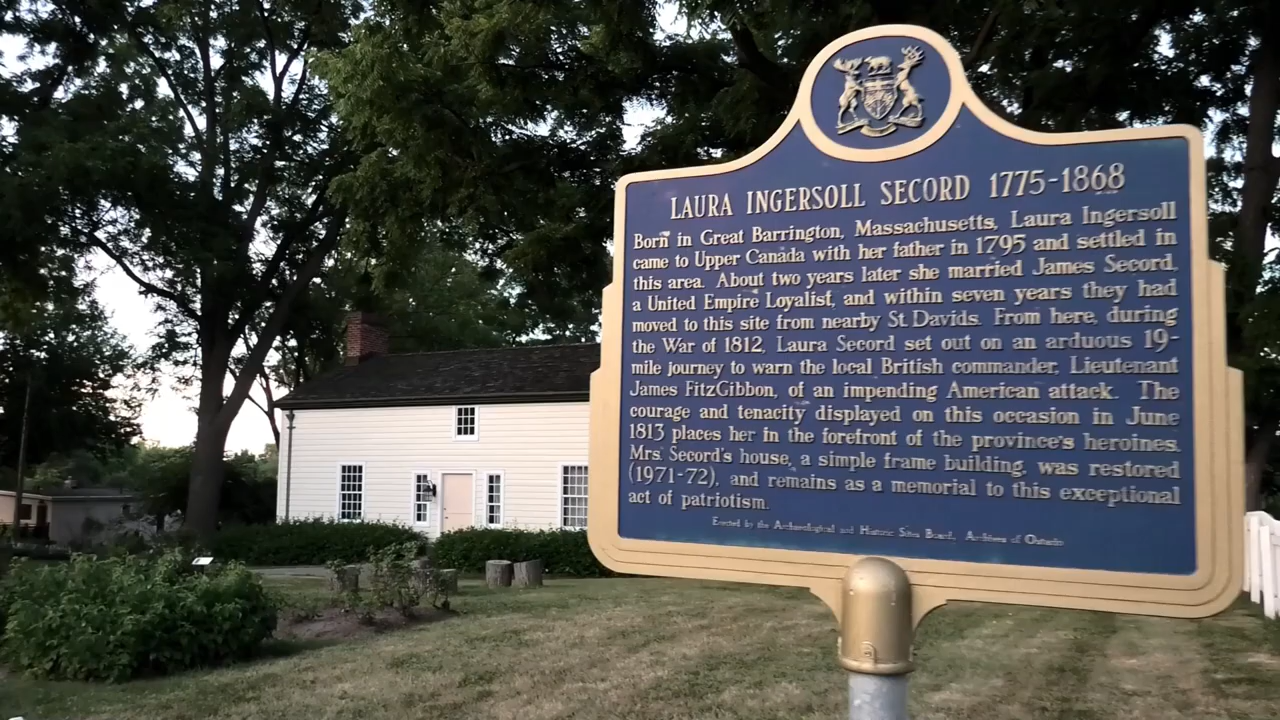 LAURA INGERSOLL SECORD 1775-1868
Born in Great Barrington, Massachusetts, Laura Ingersoll
came to Upper Canada with her father in 1795 and settled in
this area. About two years later she married James Secord,
a United Empire Loyalist, and within seven years they had
moved to this site from nearby St. Davids. From here, during
the War of 1812, Laura Secord set out on an arduous 19-
mile journey to warn the local British commander, Lieutenant
James FitzGibbon, of an impending American attack. The
courage and tenacity displayed on this occasion in June
1813 places her in the forefront of the province's heroines.
Mrs. Secord's house, a simple frame building, was restored
(1971-72), and remains as a memorial to this exceptional
act of patriotism.
Erected by the Archaeological and Historic Sites Board, Archives of Ontario